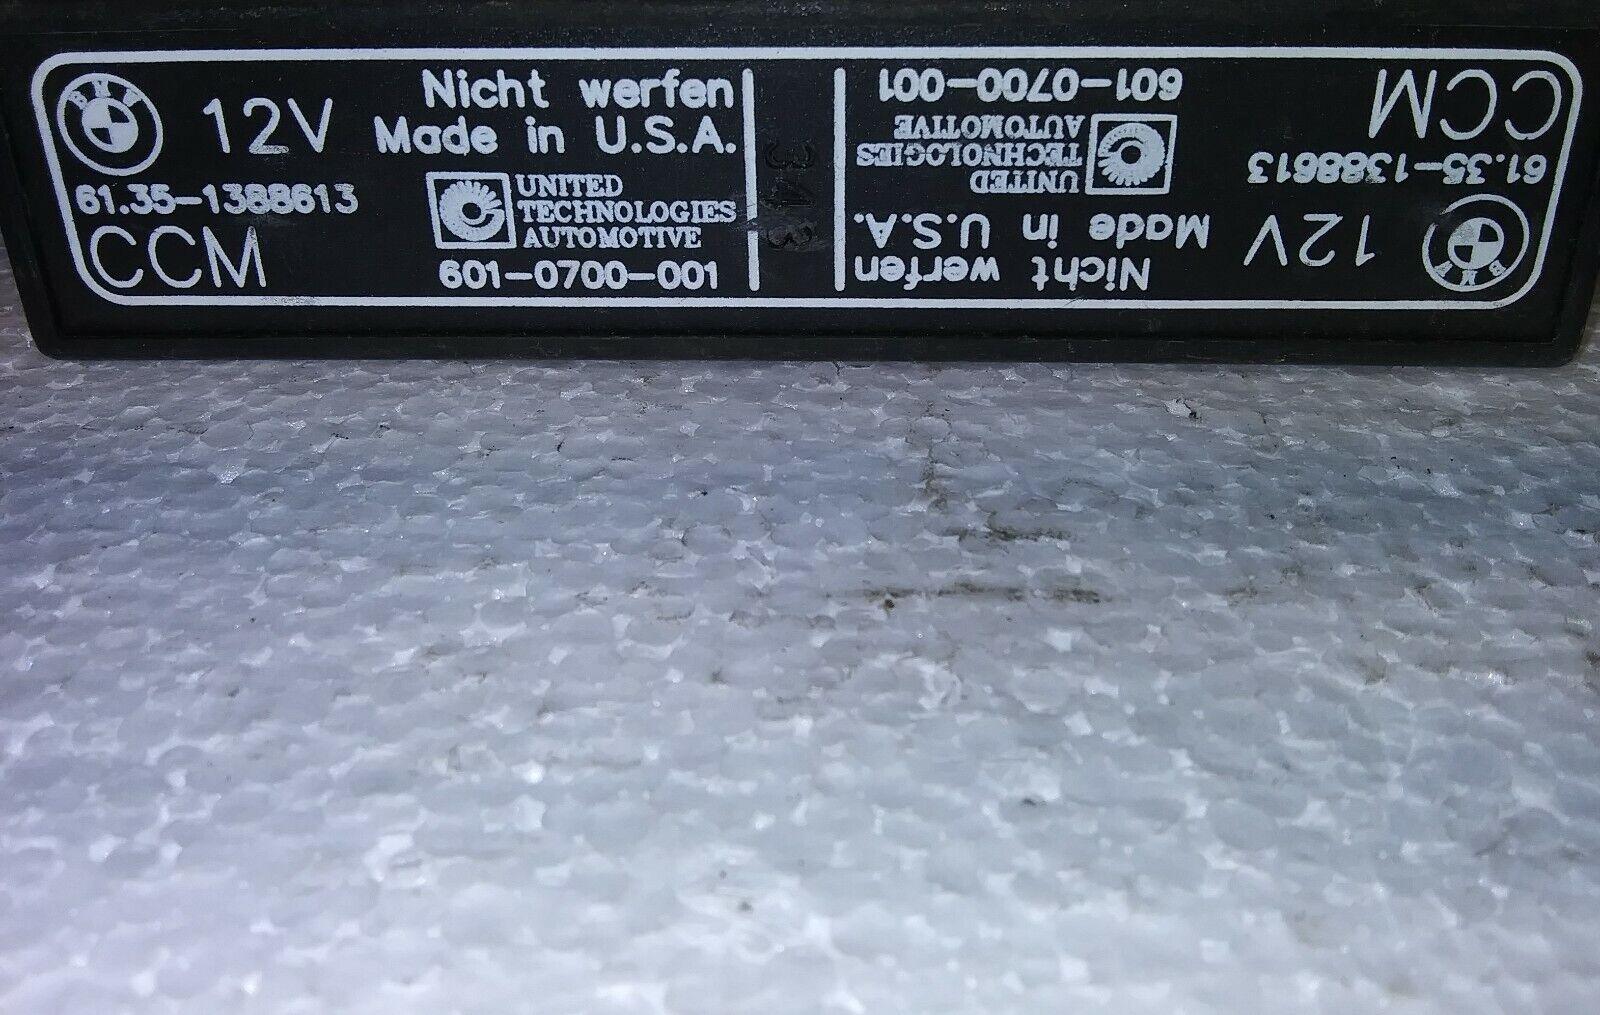 BMW
12V
61.35-1388613
CCM
Nicht werfen
Made in U.S.A.
UNITED
TECHNOLOGIES
AUTOMOTIVE
601-0700-001
BMW
12V
61.35-1388613
CCM
Nicht werfen
Made in U.S.A.
UNITED
TECHNOLOGIES
AUTOMOTIVE
601-0700-001